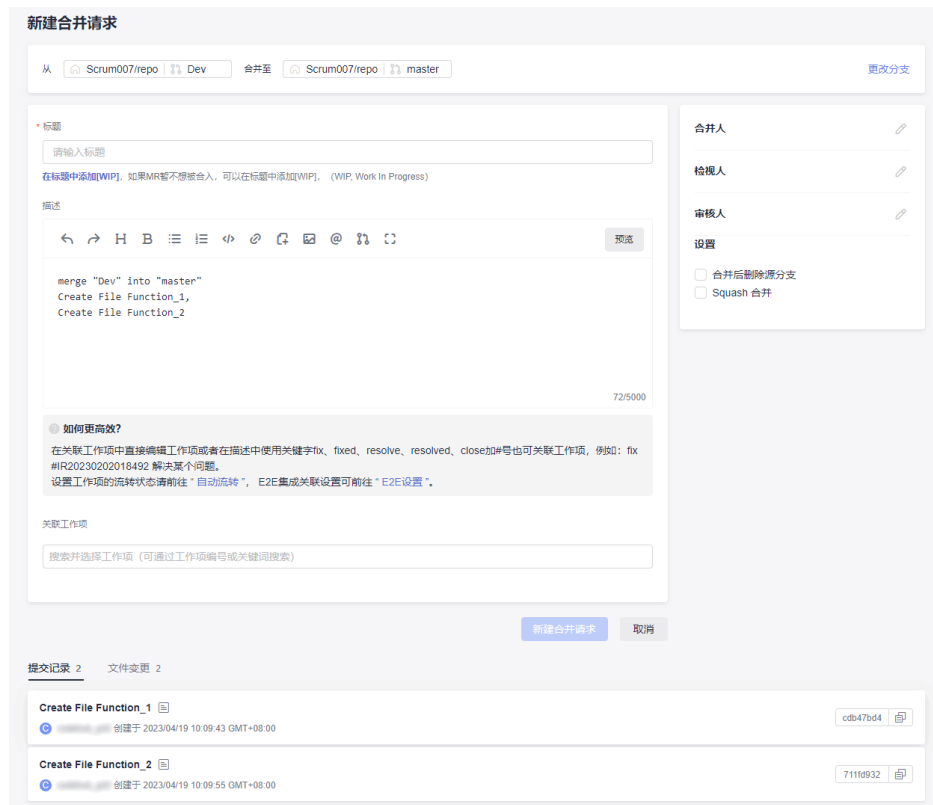 新建合并请求
从 Scrum007/repo Dev 合并至 Scrum007/repo master 更改分支
* 标题
请输入标题
在标题中添加[WIP]，如果MR暂不想被合入，可以在标题中添加[WIP]， （WIP, Work In Progress）
描述
H B @ 预览
merge "Dev" into "master"
Create File Function_1,
Create File Function_2
72/5000
如何更高效？
在关联工作项中直接编辑工作项或者在描述中使用关键字fix、fixed、resolve、resolved、close加#号也可关联工作项，例如：fix
#IR20230202018492 解决某个问题。
设置工作项的流转状态请前往 “ 自动流转 ”， E2E集成关联设置可前往 “ E2E设置 ”。
关联工作项
搜索并选择工作项（可通过工作项编号或关键词搜索）
合并人
检视人
审核人
设置
合并后删除源分支
Squash 合并
新建合并请求 取消
提交记录 2 文件变更 2
Create File Function_1
C 创建于 2023/04/19 10:09:43 GMT+08:00
cdb47bd4
Create File Function_2
C 创建于 2023/04/19 10:09:55 GMT+08:00
711fd932